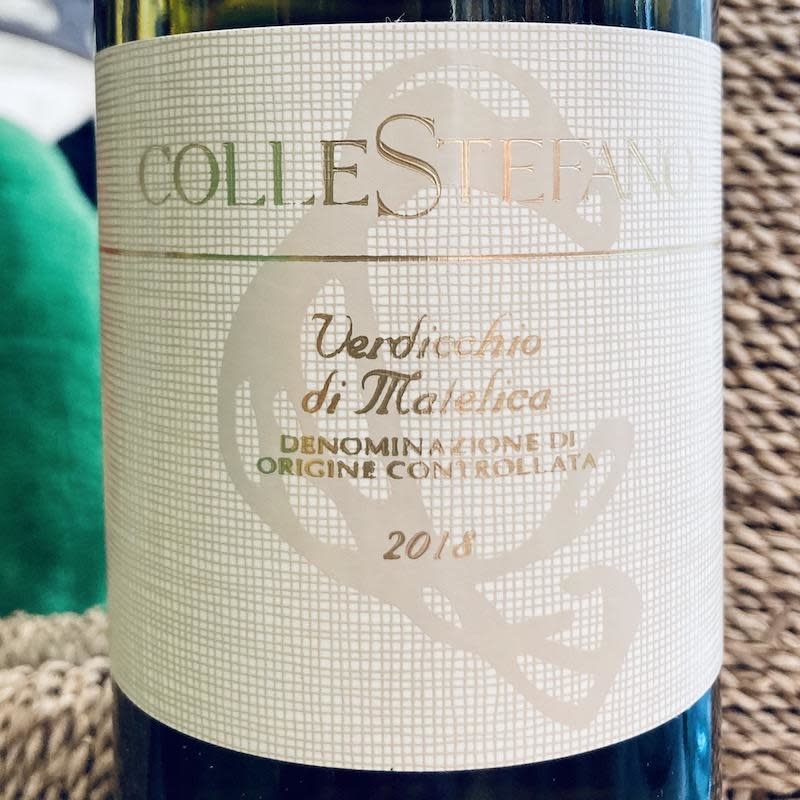 COLLESTEFANO
Verdicchio
di Matelica
DENOMINAZIONE DI
ORIGINE CONTROLLATA
2018